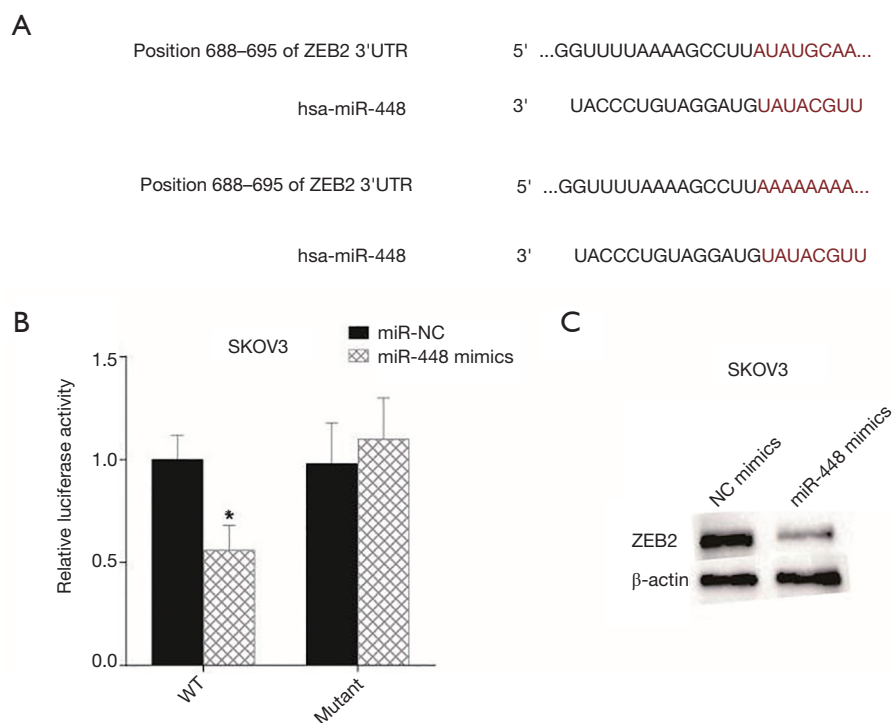 A
Position 688–695 of ZEB2 3'UTR 5' ...GGUUUUAAAAGCCUUAUAUGCAA...
hsa-miR-448 3' UACCCUGUAGGAUGUAUACGUU
Position 688–695 of ZEB2 3'UTR 5' ...GGUUUUAAAAGCCUUAAAAAAAA...
hsa-miR-448 3' UACCCUGUAGGAUGUAUACGUU
B
SKOV3
miR-NC
miR-448 mimics
Relative luciferase activity
1.5
1.0
0.5
0.0
*
WT
Mutant
C
SKOV3
NC mimics
miR-448 mimics
ZEB2
β-actin